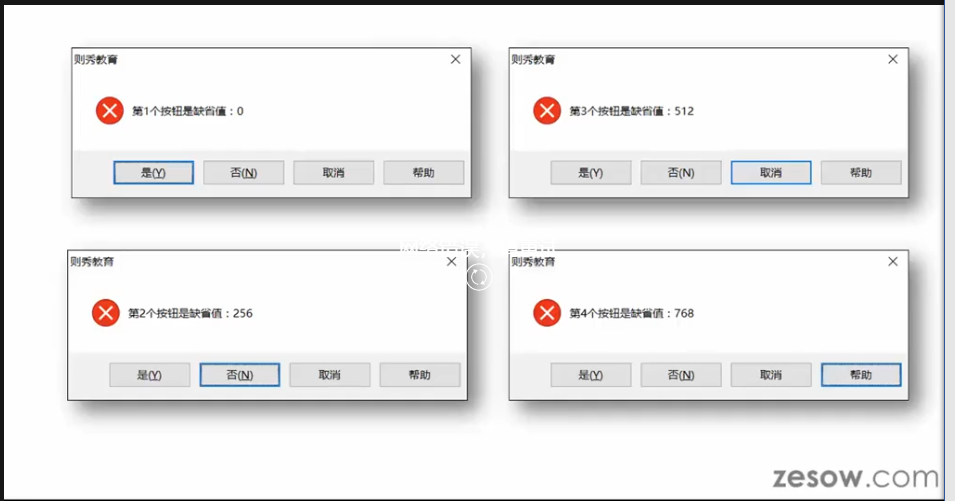 则秀教育
第1个按钮是缺省值：0
是(Y) 否(N) 取消 帮助
则秀教育
第3个按钮是缺省值：512
是(Y) 否(N) 取消 帮助
则秀教育
第2个按钮是缺省值：256
是(Y) 否(N) 取消 帮助
则秀教育
第4个按钮是缺省值：768
是(Y) 否(N) 取消 帮助
zesow.com